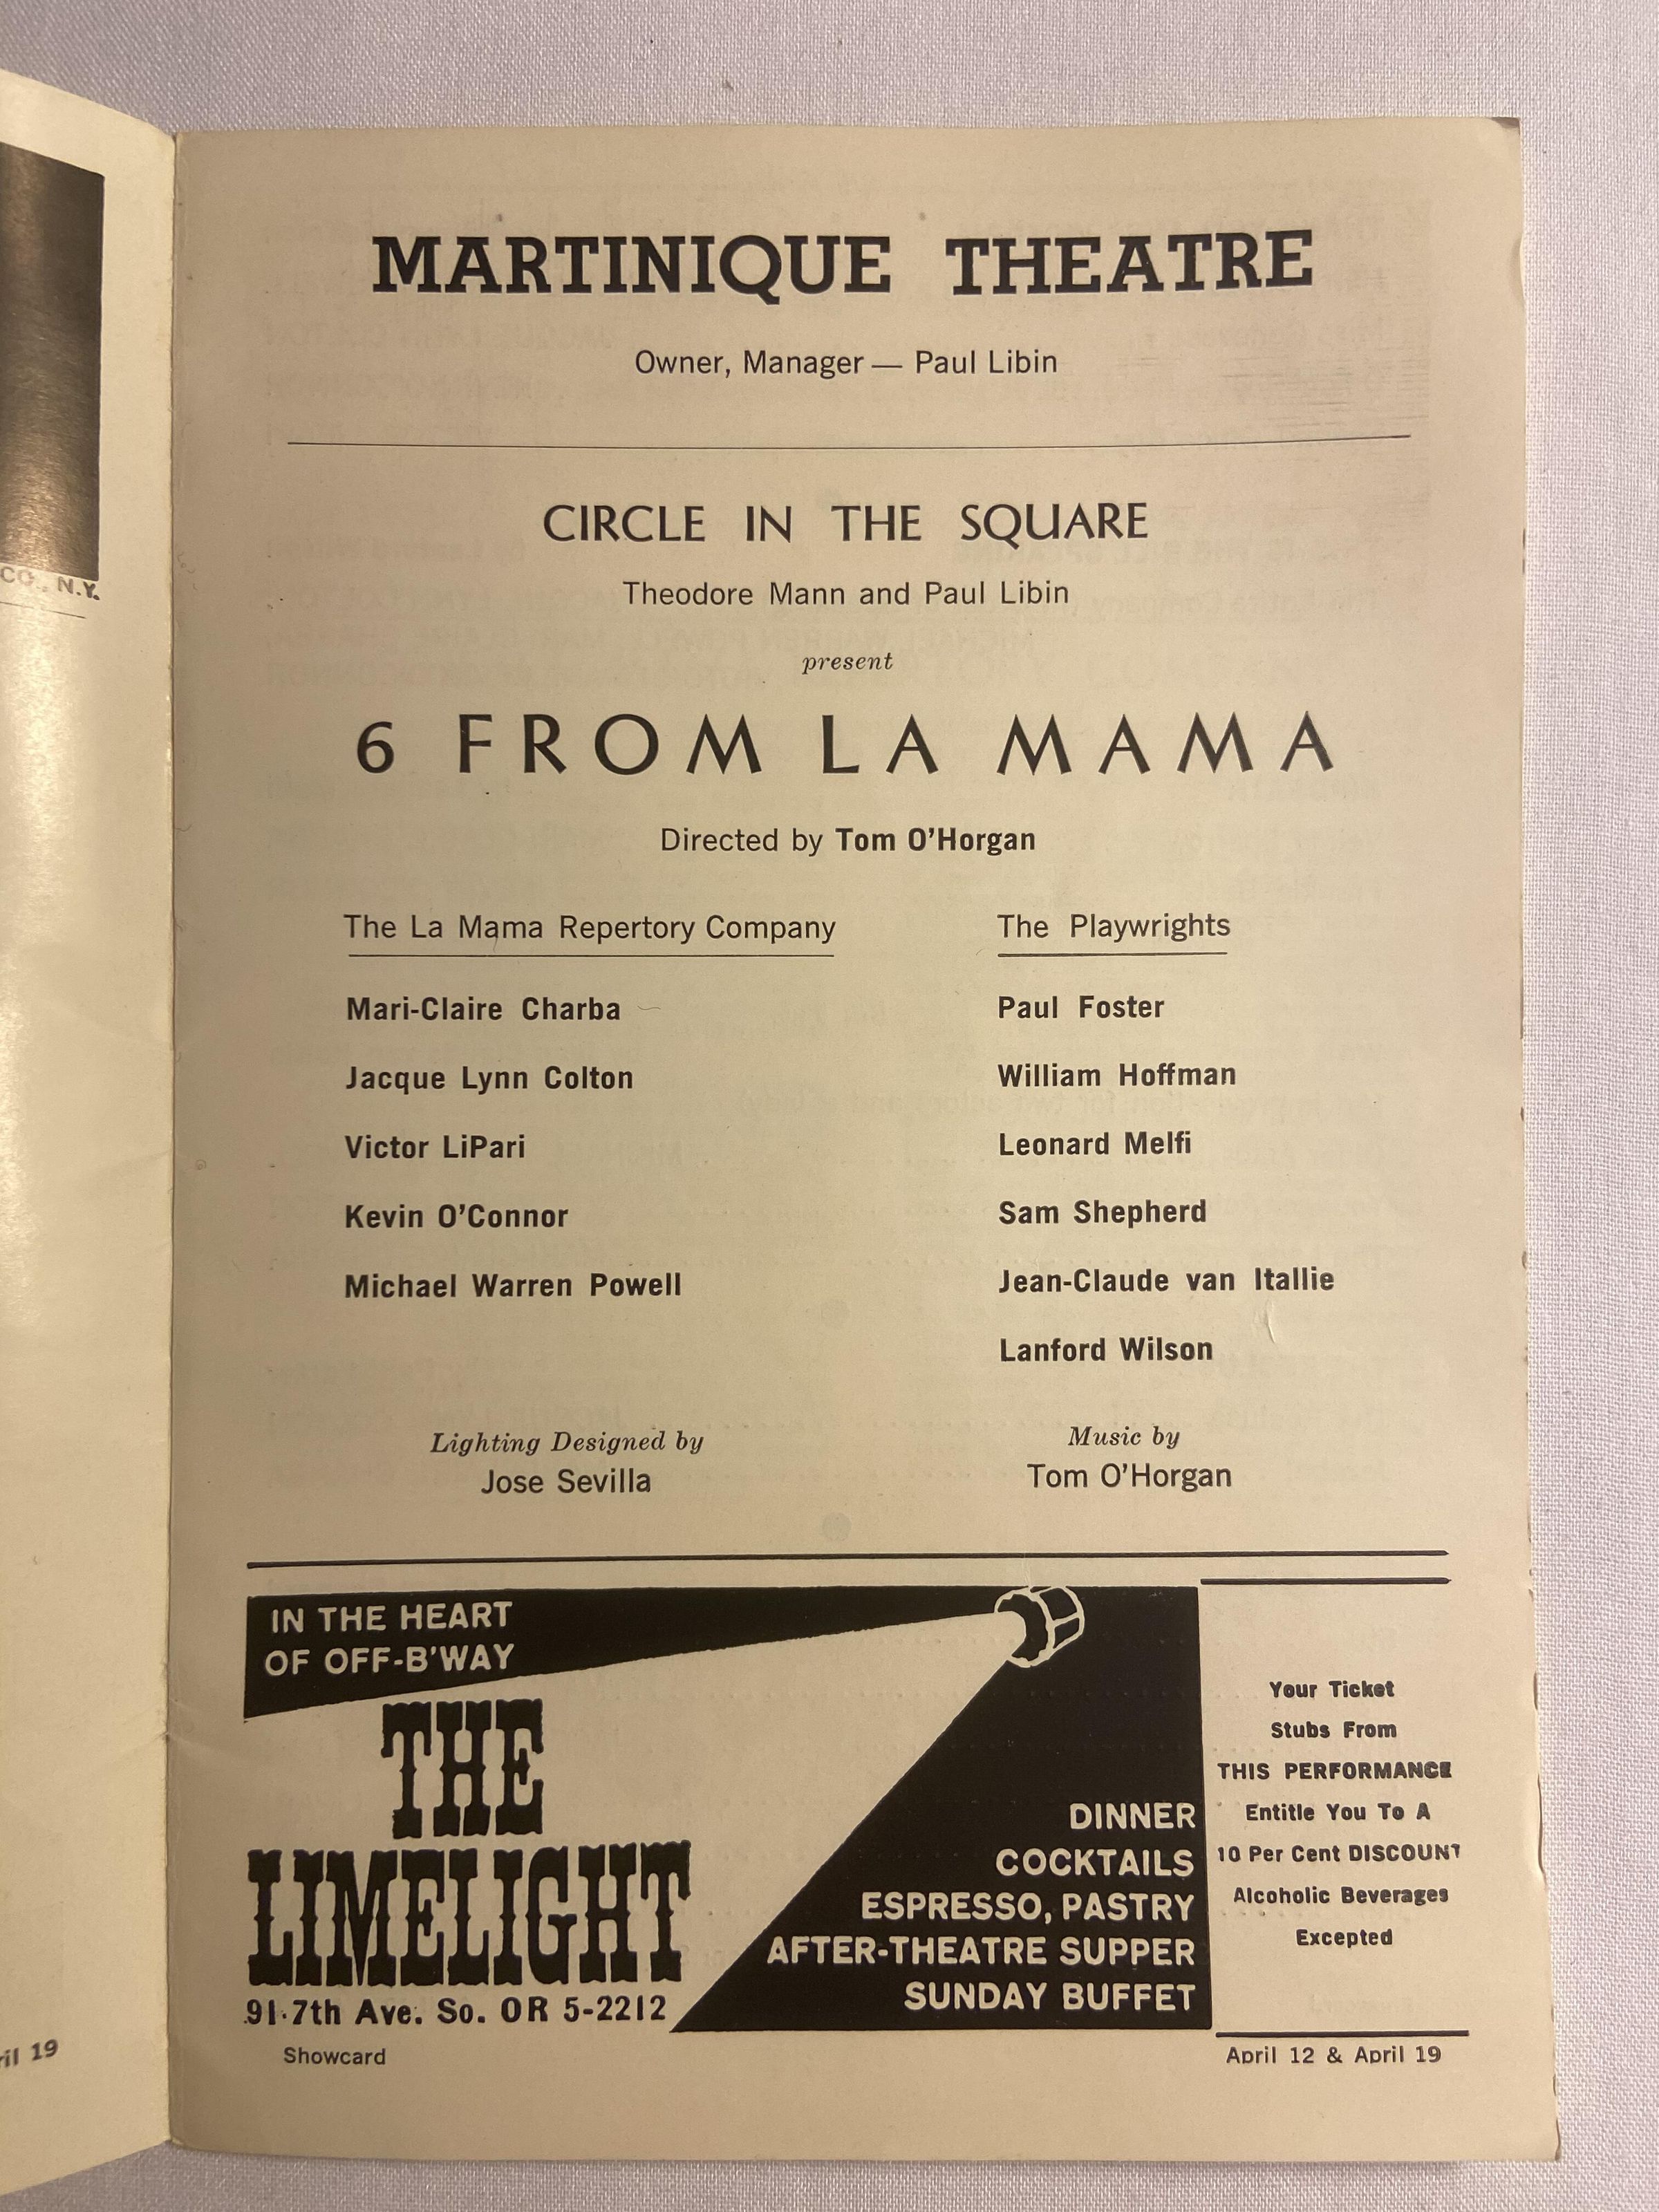 CO., N.Y.
ril 19
MARTINIQUE THEATRE
Owner, Manager — Paul Libin
CIRCLE IN THE SQUARE
Theodore Mann and Paul Libin
present
6 FROM LA MAMA
Directed by Tom O'Horgan
The La Mama Repertory Company
Mari-Claire Charba
Jacque Lynn Colton
Victor LiPari
Kevin O'Connor
Michael Warren Powell
The Playwrights
Paul Foster
William Hoffman
Leonard Melfi
Sam Shepherd
Jean-Claude van Itallie
Lanford Wilson
Lighting Designed by
Jose Sevilla
Music by
Tom O'Horgan
IN THE HEART
OF OFF-B'WAY
THE
LIMELIGHT
91·7th Ave. So. OR 5-2212
DINNER
COCKTAILS
ESPRESSO, PASTRY
AFTER-THEATRE SUPPER
SUNDAY BUFFET
Your Ticket
Stubs From
THIS PERFORMANCE
Entitle You To A
10 Per Cent DISCOUNT
Alcoholic Beverages
Excepted
Showcard
April 12 & April 19